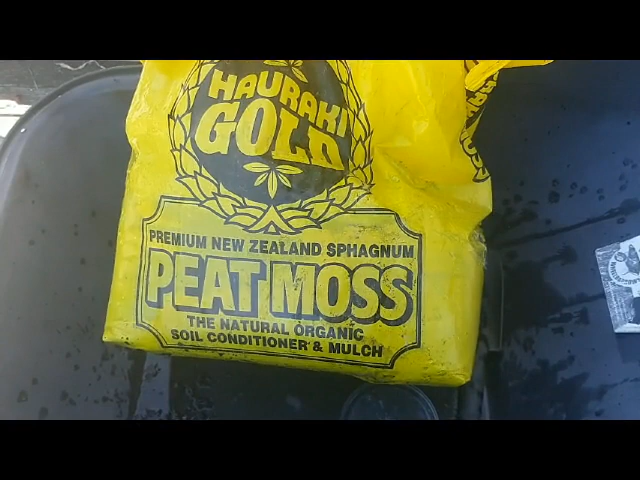 HAURAKI
GOLD
PREMIUM NEW ZEALAND SPHAGNUM
PEAT MOSS
THE NATURAL ORGANIC
SOIL CONDITIONER & MULCH